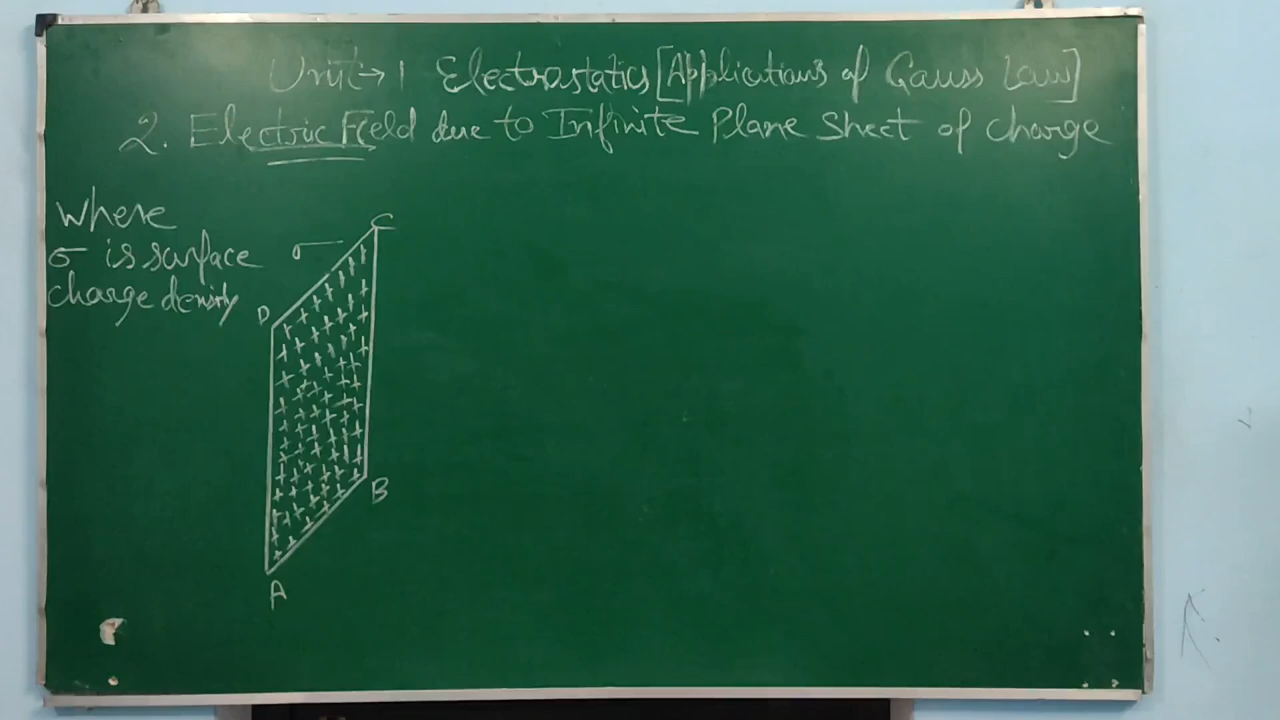 Unit → 1 Electrostatics [Applications of Gauss Law]
2. Electric Field due to Infinite Plane Sheet of charge
Where
σ is surface
charge density
σ
C
D
B
A